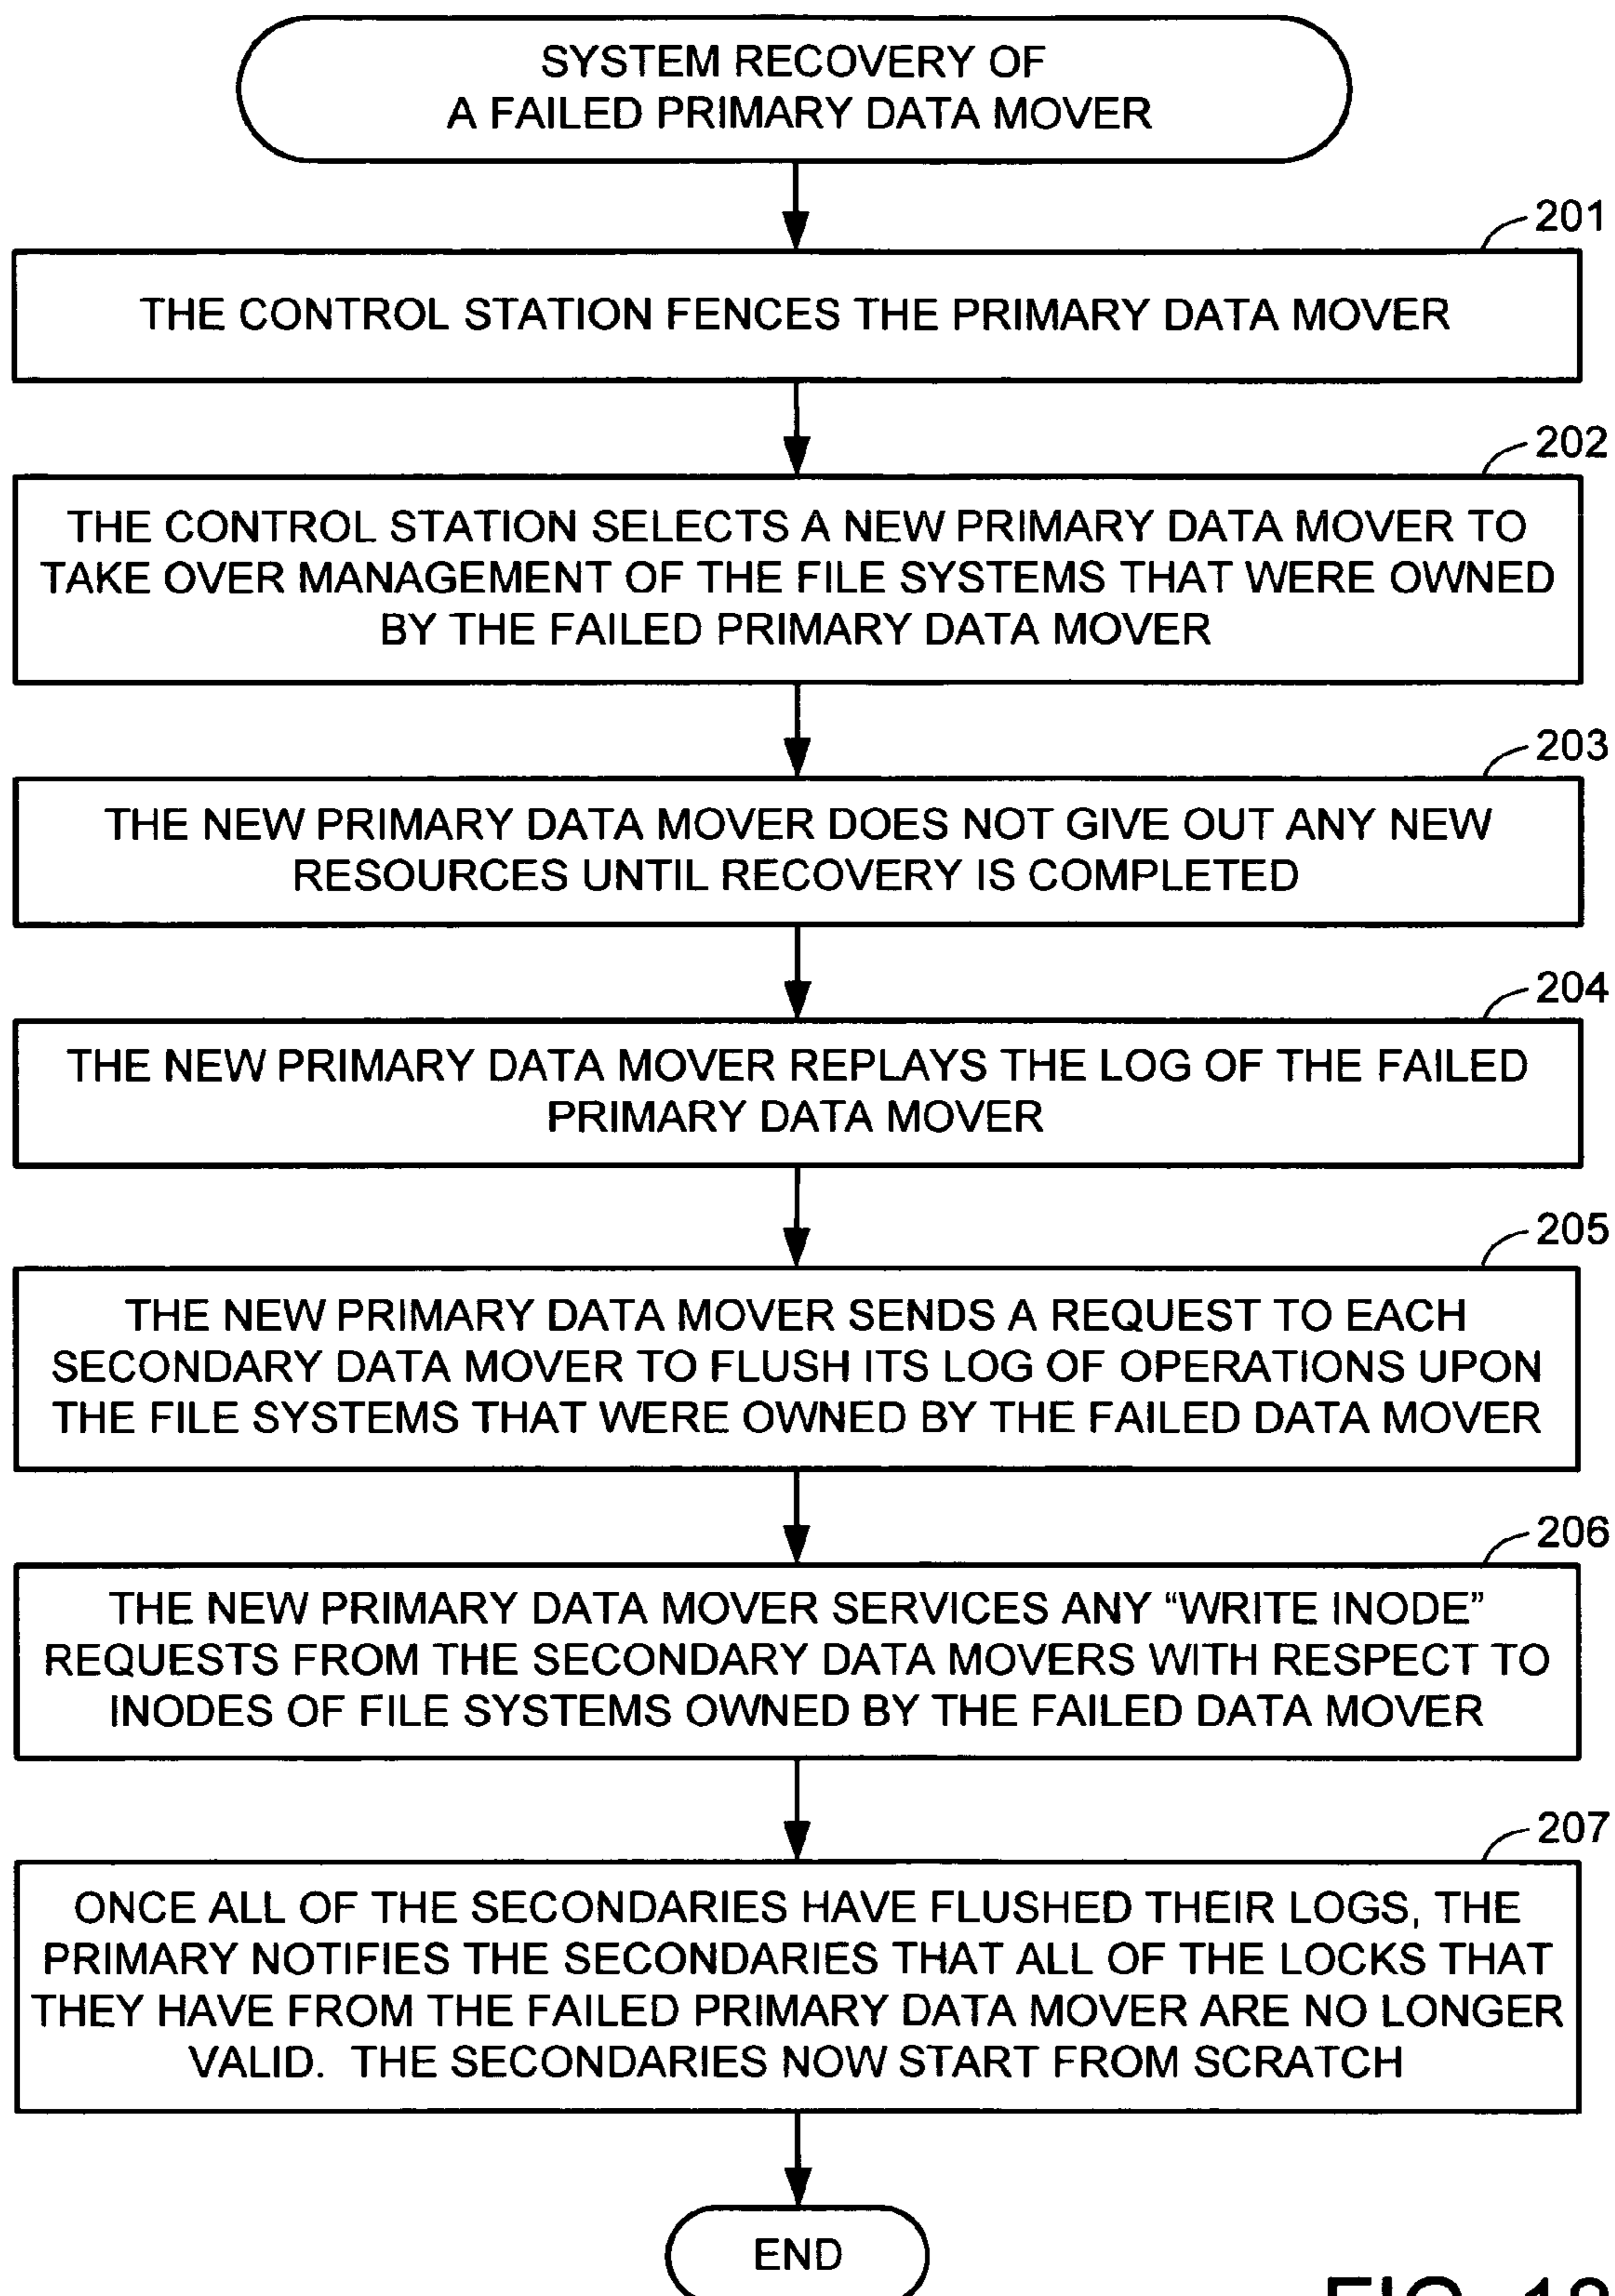 SYSTEM RECOVERY OF
A FAILED PRIMARY DATA MOVER
201
THE CONTROL STATION FENCES THE PRIMARY DATA MOVER
202
THE CONTROL STATION SELECTS A NEW PRIMARY DATA MOVER TO
TAKE OVER MANAGEMENT OF THE FILE SYSTEMS THAT WERE OWNED
BY THE FAILED PRIMARY DATA MOVER
203
THE NEW PRIMARY DATA MOVER DOES NOT GIVE OUT ANY NEW
RESOURCES UNTIL RECOVERY IS COMPLETED
204
THE NEW PRIMARY DATA MOVER REPLAYS THE LOG OF THE FAILED
PRIMARY DATA MOVER
205
THE NEW PRIMARY DATA MOVER SENDS A REQUEST TO EACH
SECONDARY DATA MOVER TO FLUSH ITS LOG OF OPERATIONS UPON
THE FILE SYSTEMS THAT WERE OWNED BY THE FAILED DATA MOVER
206
THE NEW PRIMARY DATA MOVER SERVICES ANY “WRITE INODE”
REQUESTS FROM THE SECONDARY DATA MOVERS WITH RESPECT TO
INODES OF FILE SYSTEMS OWNED BY THE FAILED DATA MOVER
207
ONCE ALL OF THE SECONDARIES HAVE FLUSHED THEIR LOGS, THE
PRIMARY NOTIFIES THE SECONDARIES THAT ALL OF THE LOCKS THAT
THEY HAVE FROM THE FAILED PRIMARY DATA MOVER ARE NO LONGER
VALID. THE SECONDARIES NOW START FROM SCRATCH
END
FIG.